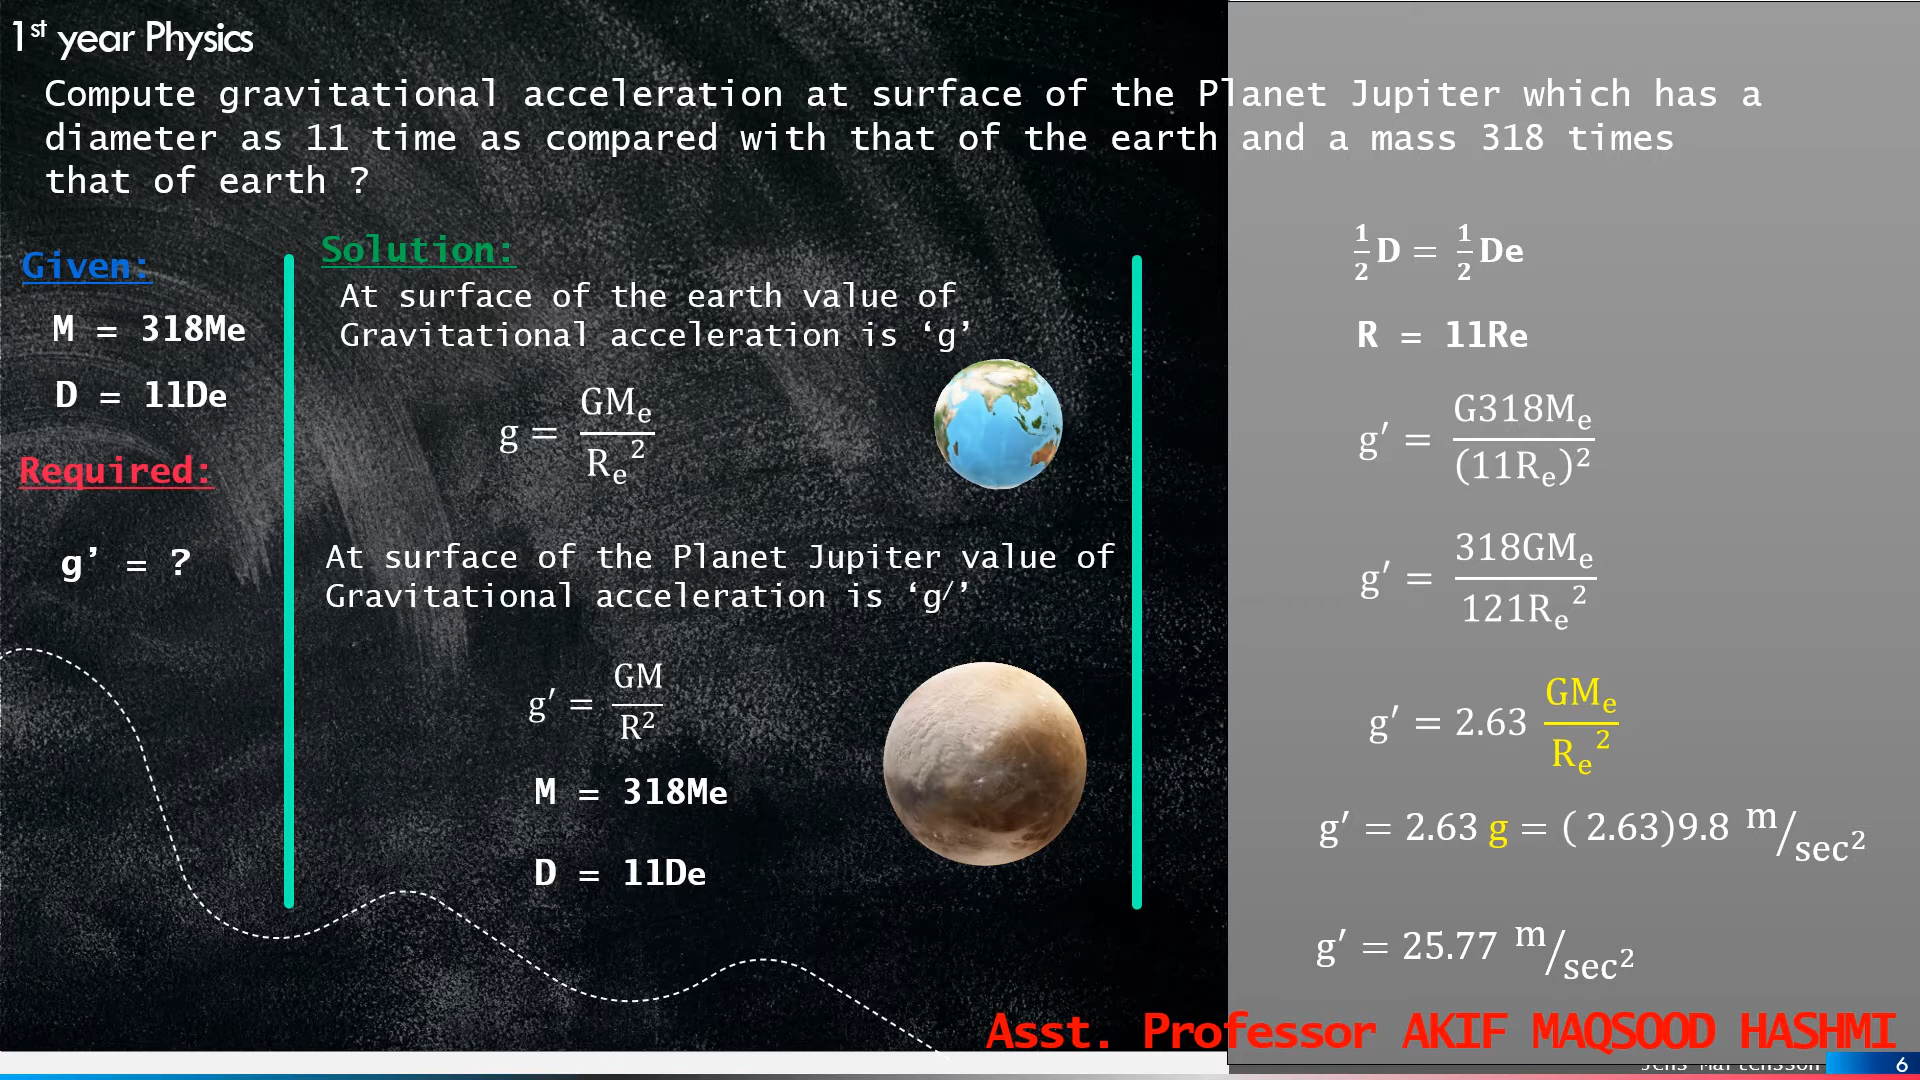 1st year Physics
Compute gravitational acceleration at surface of the Planet Jupiter which has a
diameter as 11 time as compared with that of the earth and a mass 318 times
that of earth ?
Given:
M = 318Me
D = 11De
Required:
g’ = ?
Solution:
At surface of the earth value of
Gravitational acceleration is ‘g’
g = GMₑ / Rₑ²
At surface of the Planet Jupiter value of
Gravitational acceleration is ‘g/’
g′ = GM / R²
M = 318Me
D = 11De
½D = ½De
R = 11Re
g′ = G318Mₑ / (11Rₑ)²
g′ = 318GMₑ / 121Rₑ²
g′ = 2.63 GMₑ / Rₑ²
g′ = 2.63 g = ( 2.63)9.8 m/sec²
g′ = 25.77 m/sec²
Asst. Professor AKIF MAQSOOD HASHMI
Jens Martensson
6